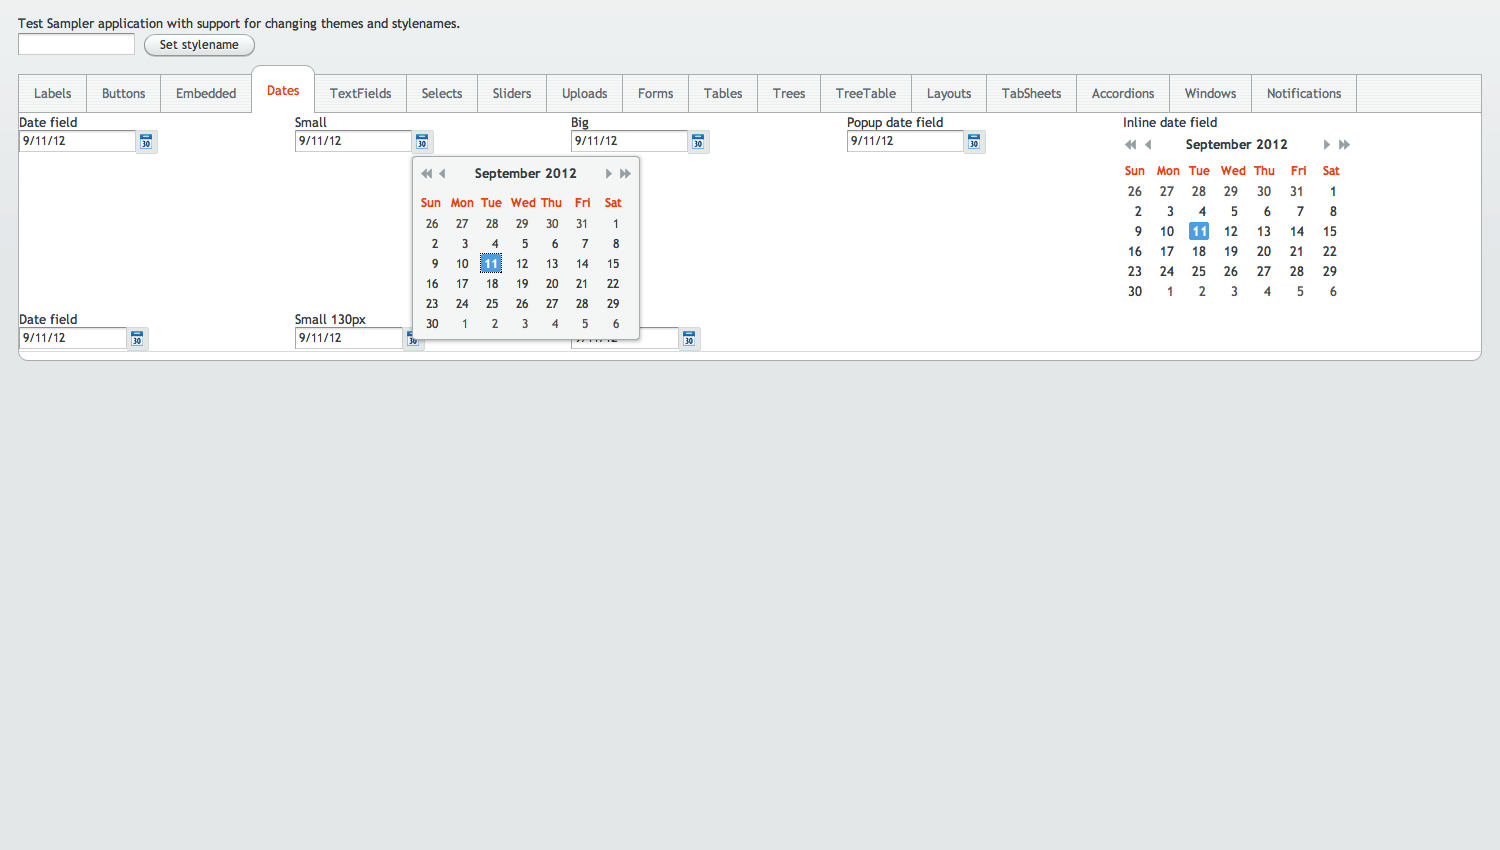 Test Sampler application with support for changing themes and stylenames.
Set stylename
Labels Buttons Embedded Dates TextFields Selects Sliders Uploads Forms Tables Trees TreeTable Layouts TabSheets Accordions Windows Notifications
Date field Small Big Popup date field Inline date field
9/11/12 30 9/11/12 30 9/11/12 30 9/11/12 30
September 2012
Sun Mon Tue Wed Thu Fri Sat
26 27 28 29 30 31 1
2 3 4 5 6 7 8
9 10 11 12 13 14 15
16 17 18 19 20 21 22
23 24 25 26 27 28 29
30 1 2 3 4 5 6
September 2012
Sun Mon Tue Wed Thu Fri Sat
26 27 28 29 30 31 1
2 3 4 5 6 7 8
9 10 11 12 13 14 15
16 17 18 19 20 21 22
23 24 25 26 27 28 29
30 1 2 3 4 5 6
Date field Small 130px
9/11/12 30 9/11/12 30 30